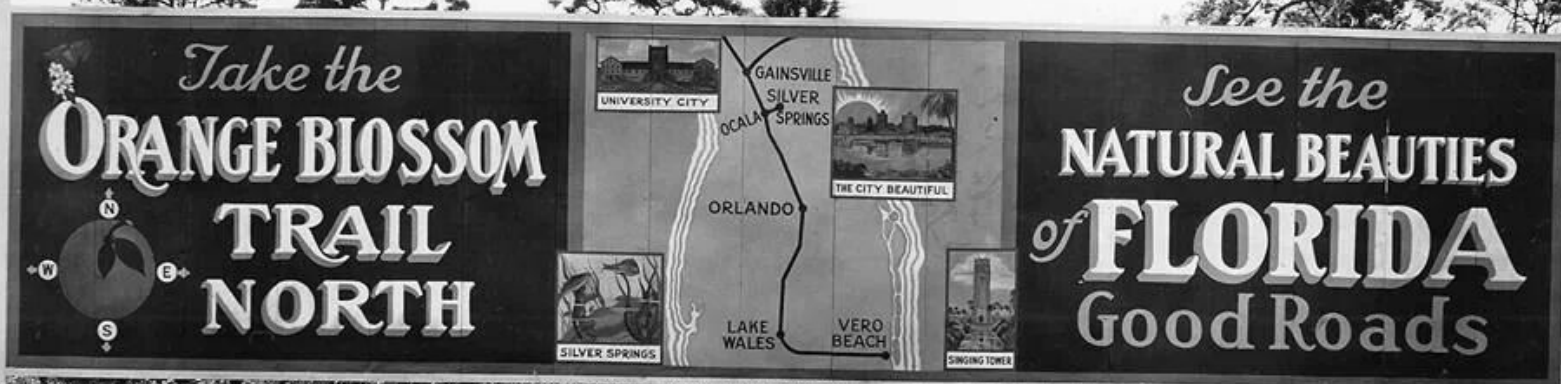 Take the
ORANGE BLOSSOM
TRAIL
NORTH
N
W
E
S
UNIVERSITY CITY
GAINSVILLE
SILVER
SPRINGS
OCALA
THE CITY BEAUTIFUL
ORLANDO
SILVER SPRINGS
LAKE
WALES
VERO
BEACH
SINGING TOWER
See the
NATURAL BEAUTIES
of FLORIDA
Good Roads